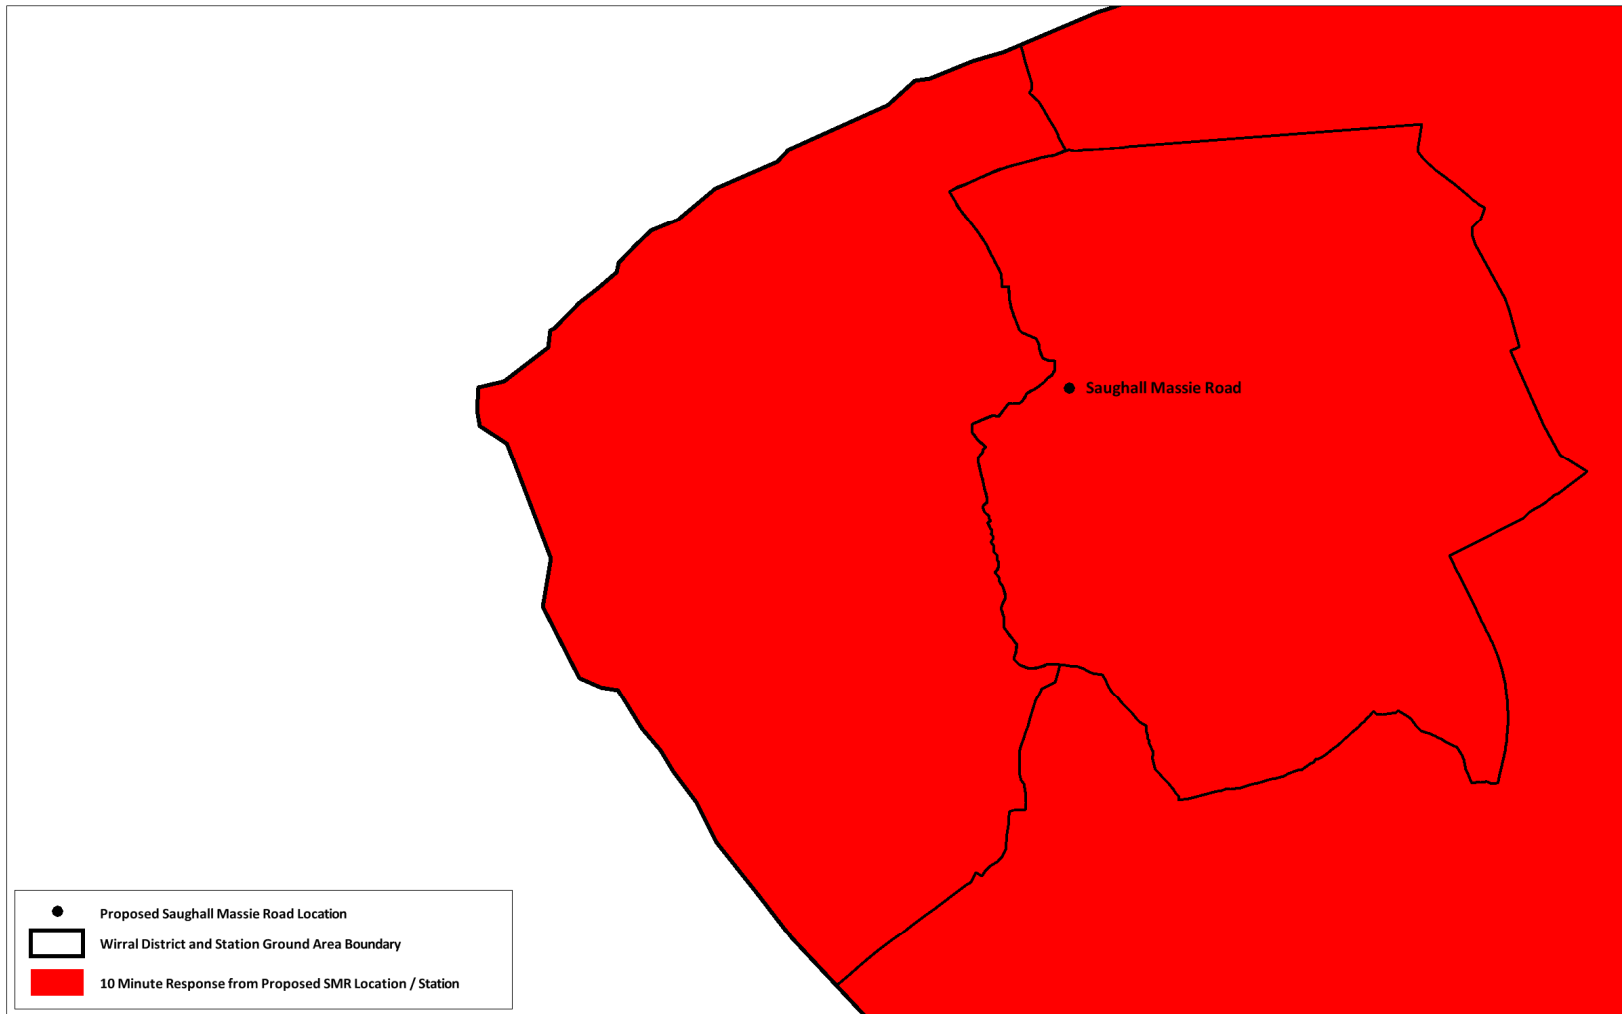 Saughall Massie Road
Proposed Saughall Massie Road Location
Wirral District and Station Ground Area Boundary
10 Minute Response from Proposed SMR Location / Station